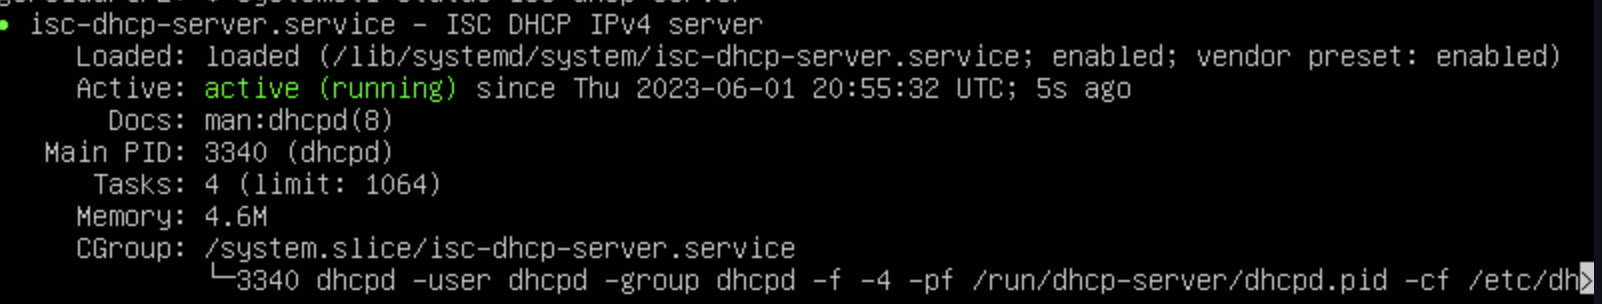 ● isc-dhcp-server.service - ISC DHCP IPv4 server
Loaded: loaded (/lib/systemd/system/isc-dhcp-server.service; enabled; vendor preset: enabled)
Active: active (running) since Thu 2023-06-01 20:55:32 UTC; 5s ago
Docs: man:dhcpd(8)
Main PID: 3340 (dhcpd)
Tasks: 4 (limit: 1064)
Memory: 4.6M
CGroup: /system.slice/isc-dhcp-server.service
└─3340 dhcpd -user dhcpd -group dhcpd -f -4 -pf /run/dhcp-server/dhcpd.pid -cf /etc/dh>